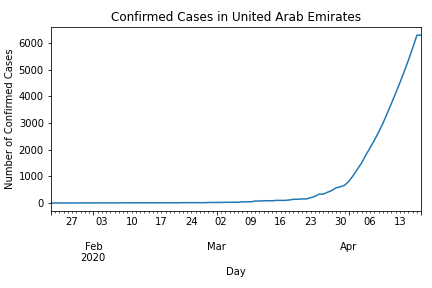 Confirmed Cases in United Arab Emirates
Number of Confirmed Cases
6000
5000
4000
3000
2000
1000
0
27 03 10 17 24 02 09 16 23 30 06 13
Feb Mar Apr
2020
Day